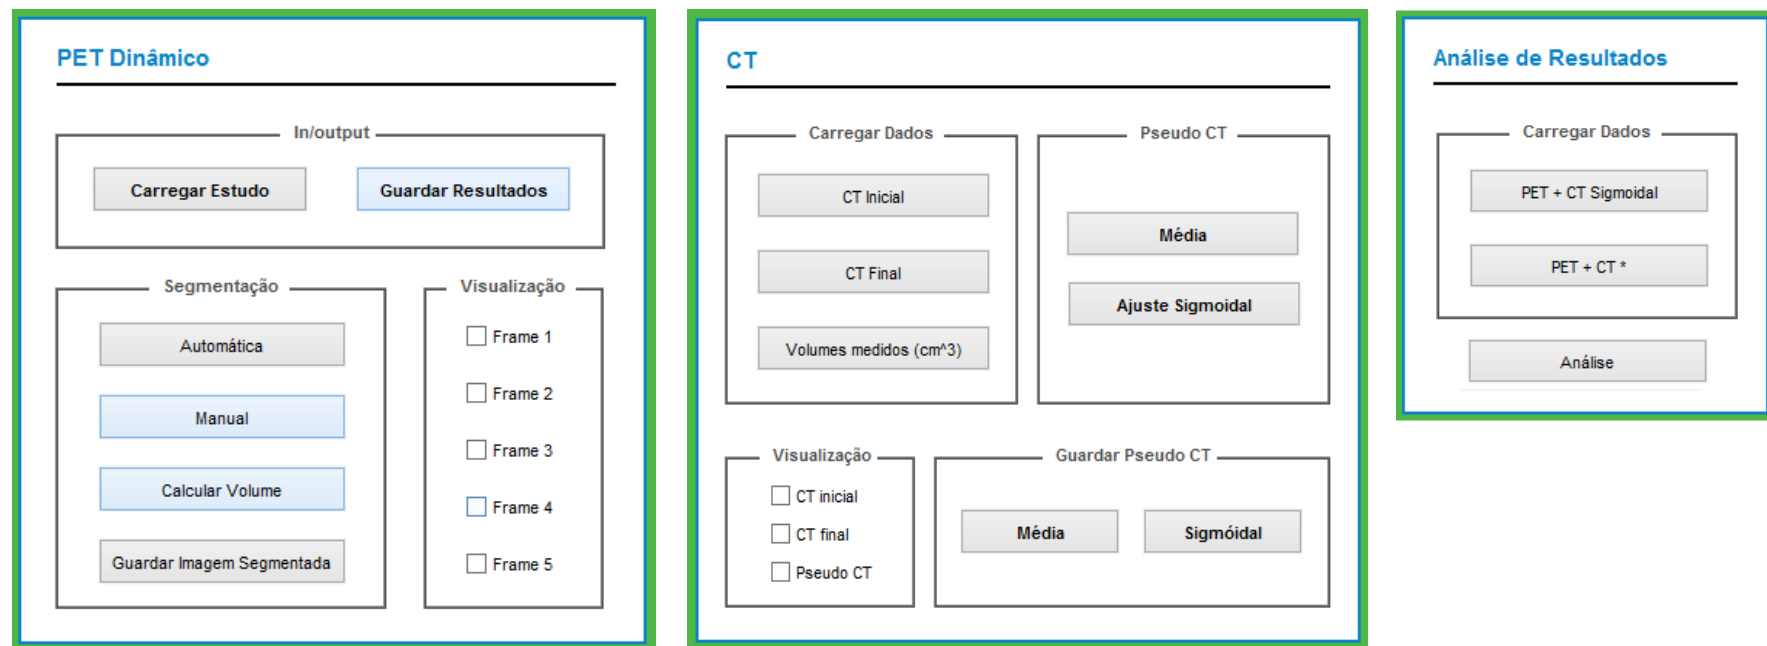 PET Dinâmico
In/output
Carregar Estudo
Guardar Resultados
Segmentação
Automática
Manual
Calcular Volume
Guardar Imagem Segmentada
Visualização
Frame 1
Frame 2
Frame 3
Frame 4
Frame 5
CT
Carregar Dados
CT Inicial
CT Final
Volumes medidos (cm^3)
Pseudo CT
Média
Ajuste Sigmoidal
Visualização
CT inicial
CT final
Pseudo CT
Guardar Pseudo CT
Média
Sigmóidal
Análise de Resultados
Carregar Dados
PET + CT Sigmoidal
PET + CT *
Análise